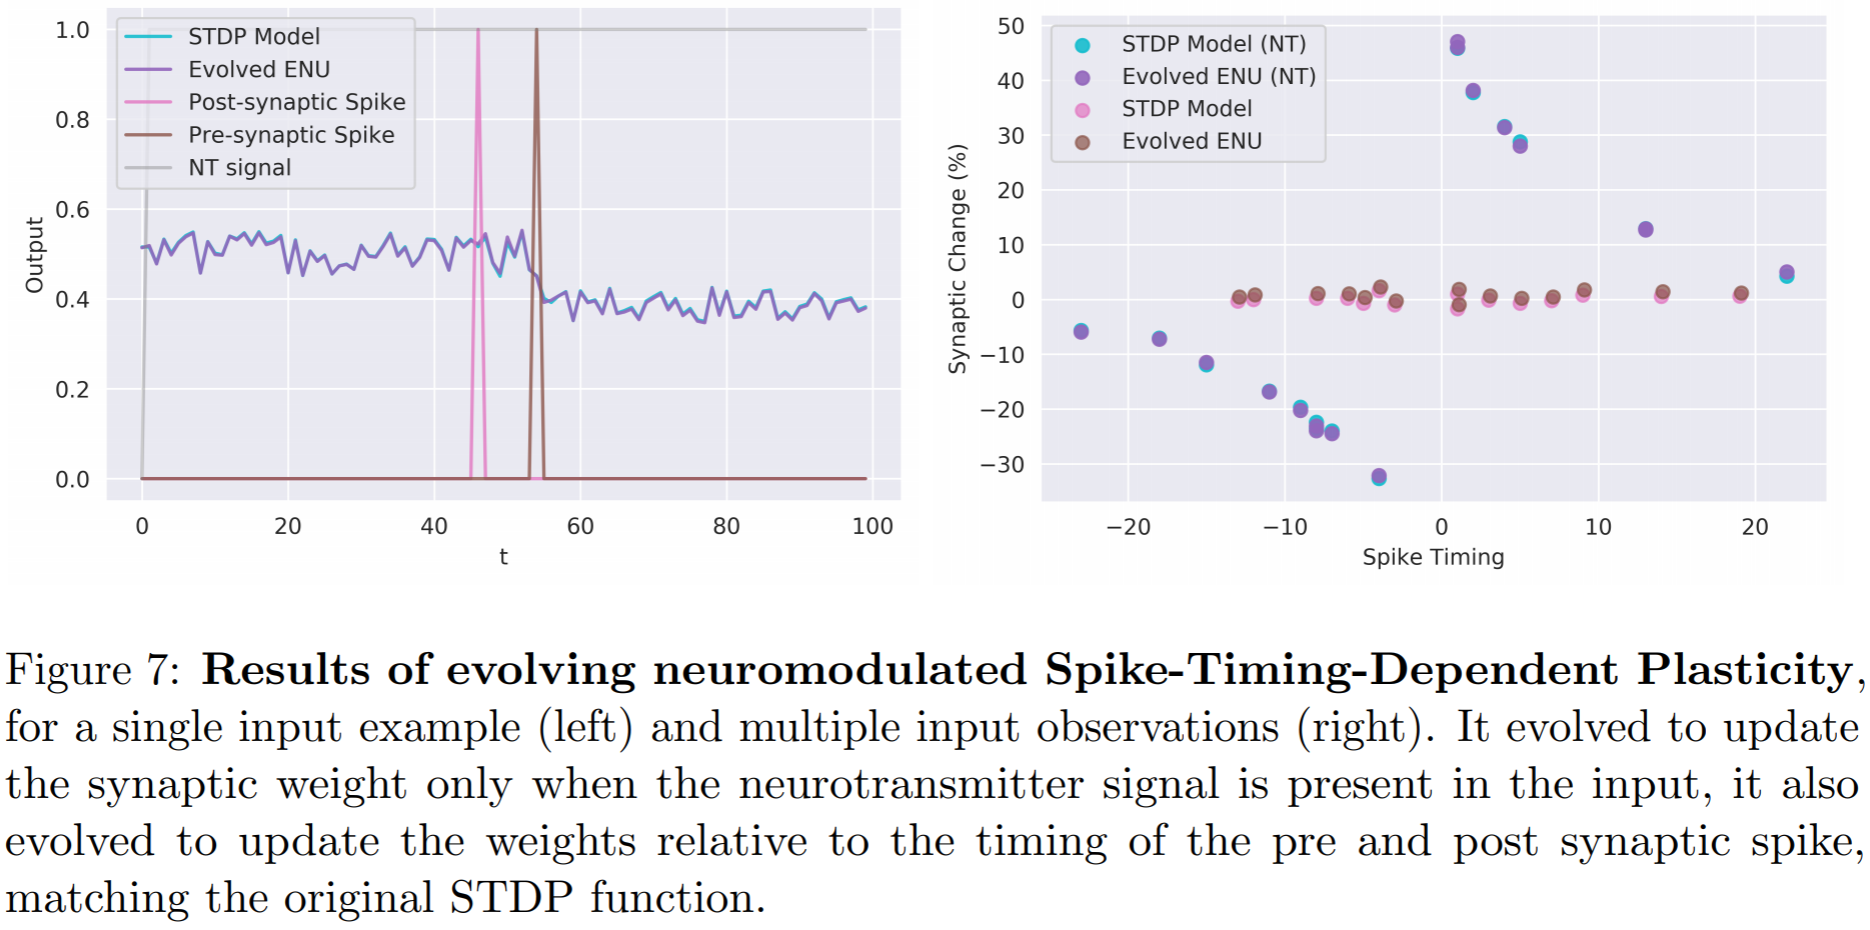 1.0
0.8
0.6
0.4
0.2
0.0
Output
STDP Model
Evolved ENU
Post-synaptic Spike
Pre-synaptic Spike
NT signal
0 20 40 60 80 100
t
50
40
30
20
10
0
−10
−20
−30
Synaptic Change (%)
STDP Model (NT)
Evolved ENU (NT)
STDP Model
Evolved ENU
−20 −10 0 10 20
Spike Timing
Figure 7: Results of evolving neuromodulated Spike-Timing-Dependent Plasticity,
for a single input example (left) and multiple input observations (right). It evolved to update
the synaptic weight only when the neurotransmitter signal is present in the input, it also
evolved to update the weights relative to the timing of the pre and post synaptic spike,
matching the original STDP function.